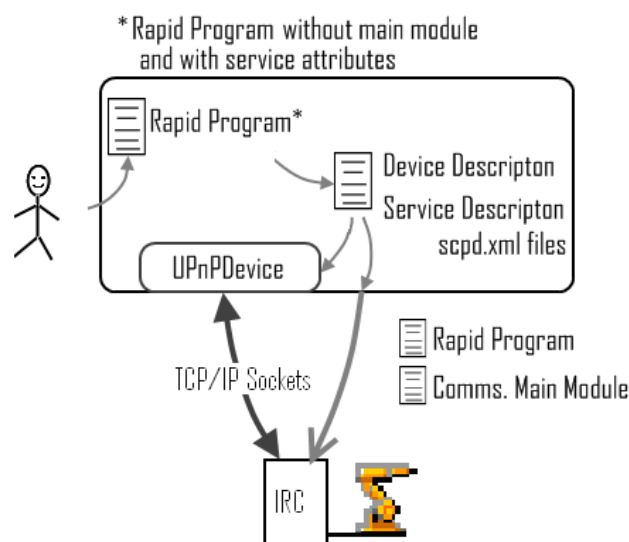 * Rapid Program without main module
and with service attributes
Rapid Program*
Device Descripton
Service Descripton
scpd.xml files
UPnPDevice
Rapid Program
TCP/IP Sockets
Comms. Main Module
IRC